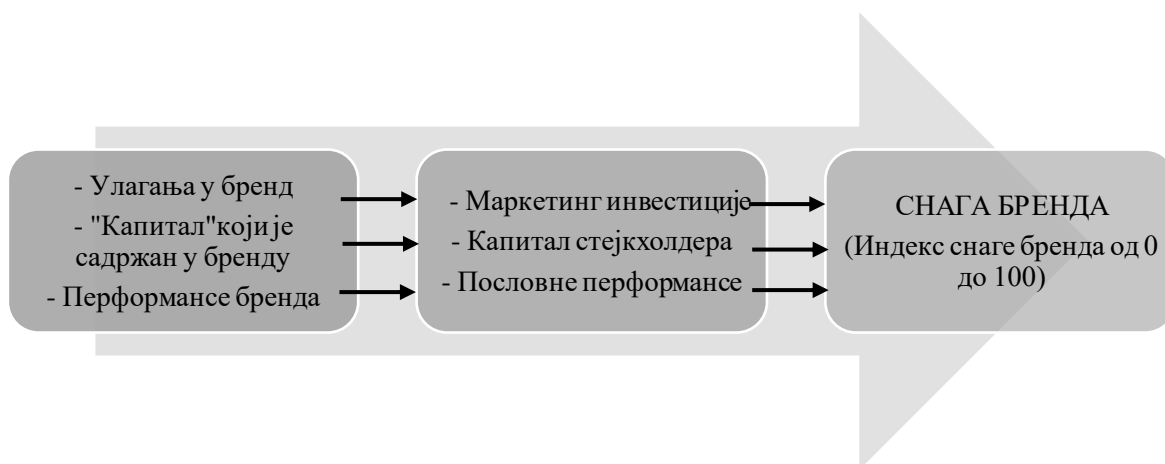 - Улагања у бренд
- "Капитал"који је
садржан у бренду
- Перформансе бренда
- Маркетинг инвестиције
- Капитал стејкхолдера
- Пословне перформансе
СНАГА БРЕНДА
(Индекс снаге бренда од 0
до 100)